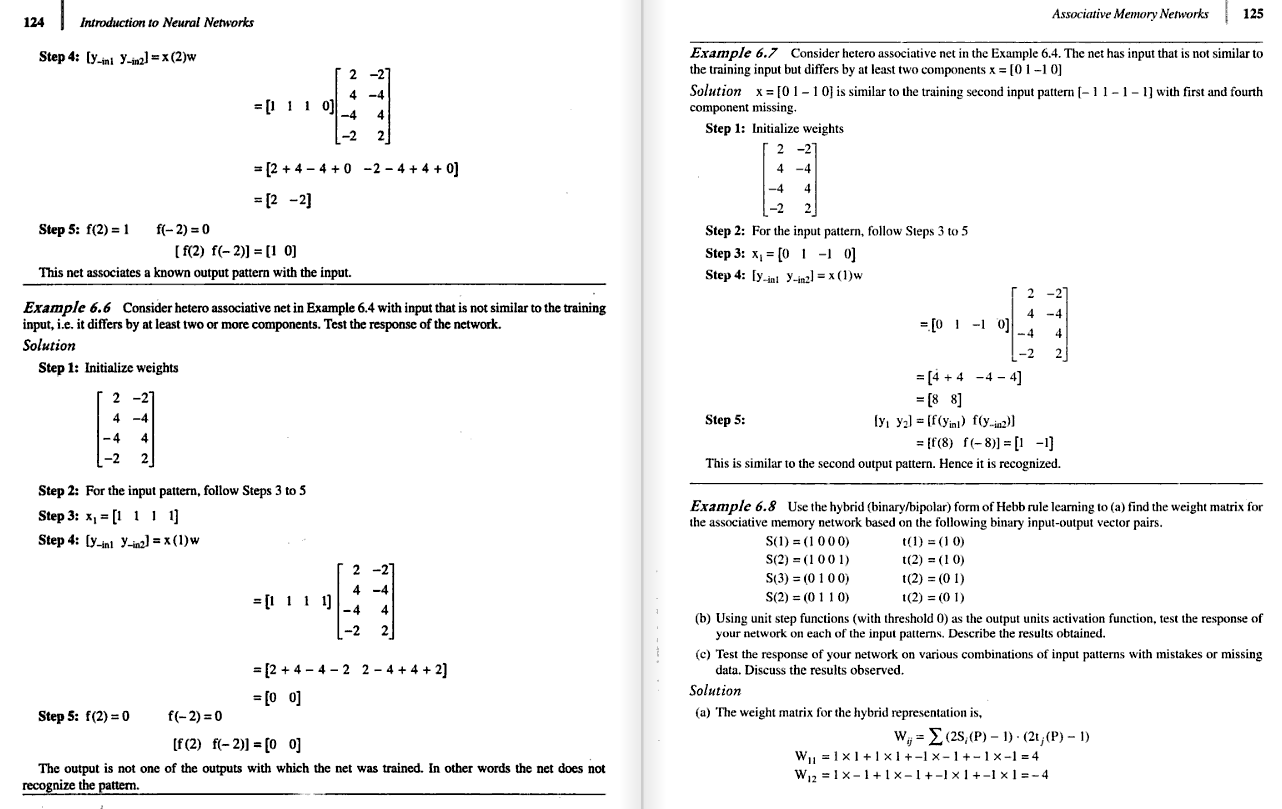 124 Introduction to Neural Networks
Step 4: [y_in1 y_in2] = x (2)w
= [1 1 1 0] [ 2 -2
4 -4
-4 4
-2 2]
= [2 + 4 – 4 + 0 -2 – 4 + 4 + 0]
= [2 -2]
Step 5: f(2) = 1 f(– 2) = 0
[ f(2) f(– 2)] = [1 0]
This net associates a known output pattern with the input.
Example 6.6 Consider hetero associative net in Example 6.4 with input that is not similar to the training
input, i.e. it differs by at least two or more components. Test the response of the network.
Solution
Step 1: Initialize weights
[ 2 -2
4 -4
-4 4
-2 2]
Step 2: For the input pattern, follow Steps 3 to 5
Step 3: x₁ = [1 1 1 1]
Step 4: [y_in1 y_in2] = x (1)w
= [1 1 1 1] [ 2 -2
4 -4
-4 4
-2 2]
= [2 + 4 – 4 – 2 2 – 4 + 4 + 2]
= [0 0]
Step 5: f(2) = 0 f(– 2) = 0
[f(2) f(– 2)] = [0 0]
The output is not one of the outputs with which the net was trained. In other words the net does not
recognize the pattern.
Associative Memory Networks 125
Example 6.7 Consider hetero associative net in the Example 6.4. The net has input that is not similar to
the training input but differs by at least two components x = [0 1 –1 0]
Solution x = [0 1 – 1 0] is similar to the training second input pattern [– 1 1 – 1 – 1] with first and fourth
component missing.
Step 1: Initialize weights
[ 2 -2
4 -4
-4 4
-2 2]
Step 2: For the input pattern, follow Steps 3 to 5
Step 3: x₁ = [0 1 -1 0]
Step 4: [y_in1 y_in2] = x (1)w
= [0 1 -1 0] [ 2 -2
4 -4
-4 4
-2 2]
= [4 + 4 -4 – 4]
= [8 8]
Step 5: [y₁ y₂] = [f(y_in1) f(y_in2)]
= [f(8) f(– 8)] = [1 -1]
This is similar to the second output pattern. Hence it is recognized.
Example 6.8 Use the hybrid (binary/bipolar) form of Hebb rule learning to (a) find the weight matrix for
the associative memory network based on the following binary input-output vector pairs.
S(1) = (1 0 0 0) t(1) = (1 0)
S(2) = (1 0 0 1) t(2) = (1 0)
S(3) = (0 1 0 0) t(2) = (0 1)
S(2) = (0 1 1 0) t(2) = (0 1)
(b) Using unit step functions (with threshold 0) as the output units activation function, test the response of
your network on each of the input patterns. Describe the results obtained.
(c) Test the response of your network on various combinations of input patterns with mistakes or missing
data. Discuss the results observed.
Solution
(a) The weight matrix for the hybrid representation is,
W_ij = ∑ (2S_i(P) – 1) · (2t_j(P) – 1)
W₁₁ = 1 × 1 + 1 × 1 + –1 × – 1 + – 1 × –1 = 4
W₁₂ = 1 × – 1 + 1 × – 1 + –1 × 1 + –1 × 1 = – 4